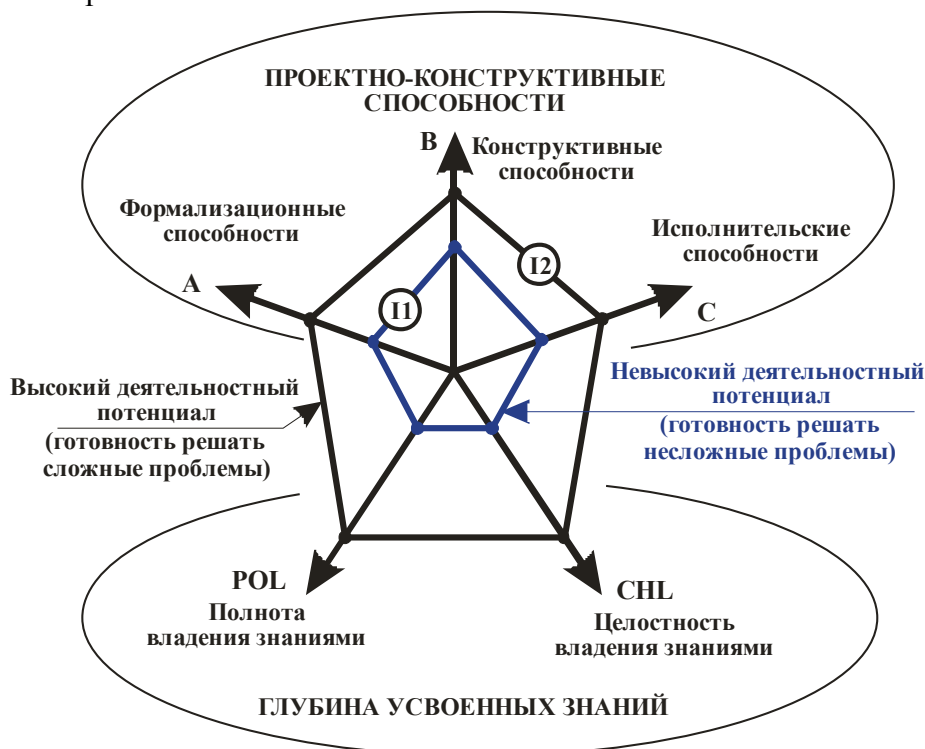 ПРОЕКТНО-КОНСТРУКТИВНЫЕ
СПОСОБНОСТИ
B
Конструктивные
способности
Формализационные
способности
Исполнительские
способности
A
I2
I1
C
Высокий деятельностный
потенциал
(готовность решать
сложные проблемы)
Невысокий деятельностный
потенциал
(готовность решать
несложные проблемы)
POL
Полнота
владения знаниями
CHL
Целостность
владения знаниями
ГЛУБИНА УСВОЕННЫХ ЗНАНИЙ